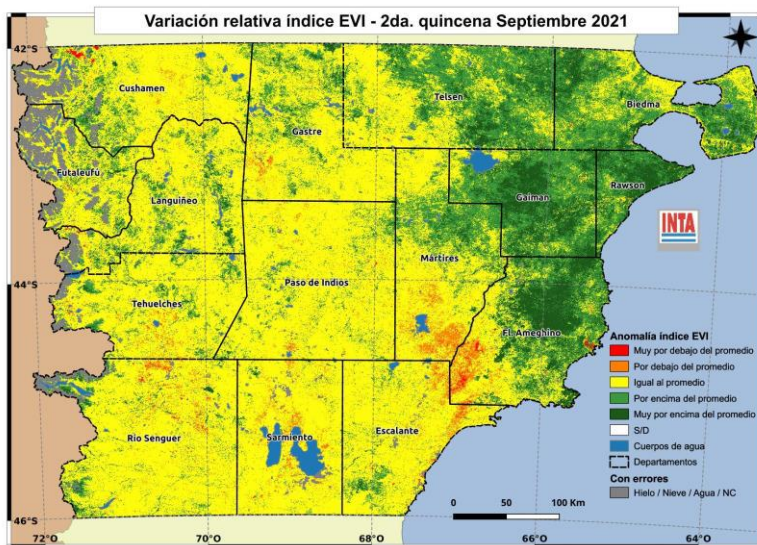 Variación relativa índice EVI - 2da. quincena Septiembre 2021
42°S
Cushamen
Telsen
Biedma
Gastre
Futaleufú
Languiñeo
Gaiman
Rawson
INTA
44°S
Paso de Indios
Mártires
Tehuelches
Fl. Ameghino
Río Senguer
Sarmiento
Escalante
Anomalía índice EVI
Muy por debajo del promedio
Por debajo del promedio
Igual al promedio
Por encima del promedio
Muy por encima del promedio
S/D
Cuerpos de agua
Departamentos
Con errores
Hielo / Nieve / Agua / NC
0 50 100 Km
46°S
72°O 70°O 68°O 66°O 64°O